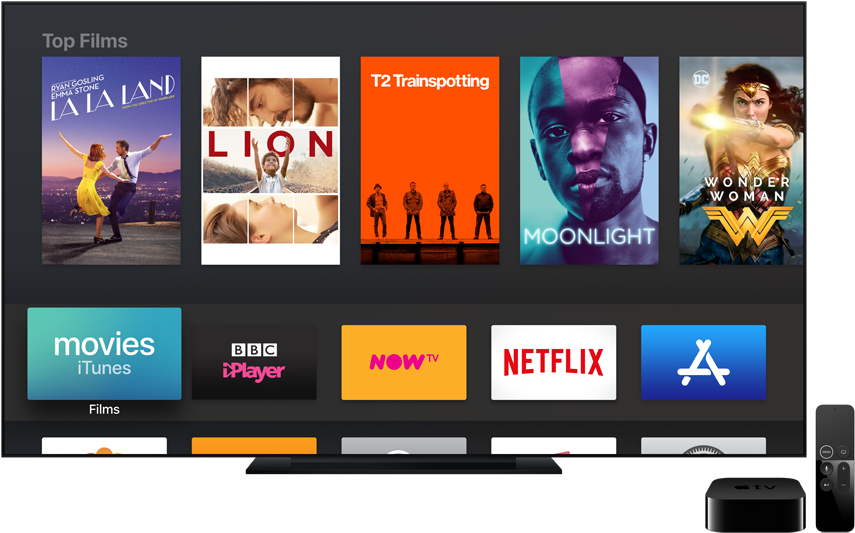 Top Films
RYAN GOSLING
EMMA STONE
LA LA LAND
LION
T2 Trainspotting
MOONLIGHT
DC
WONDER
WOMAN
movies
iTunes
BBC
iPlayer
NOW TV
NETFLIX
Films
tv
MENU